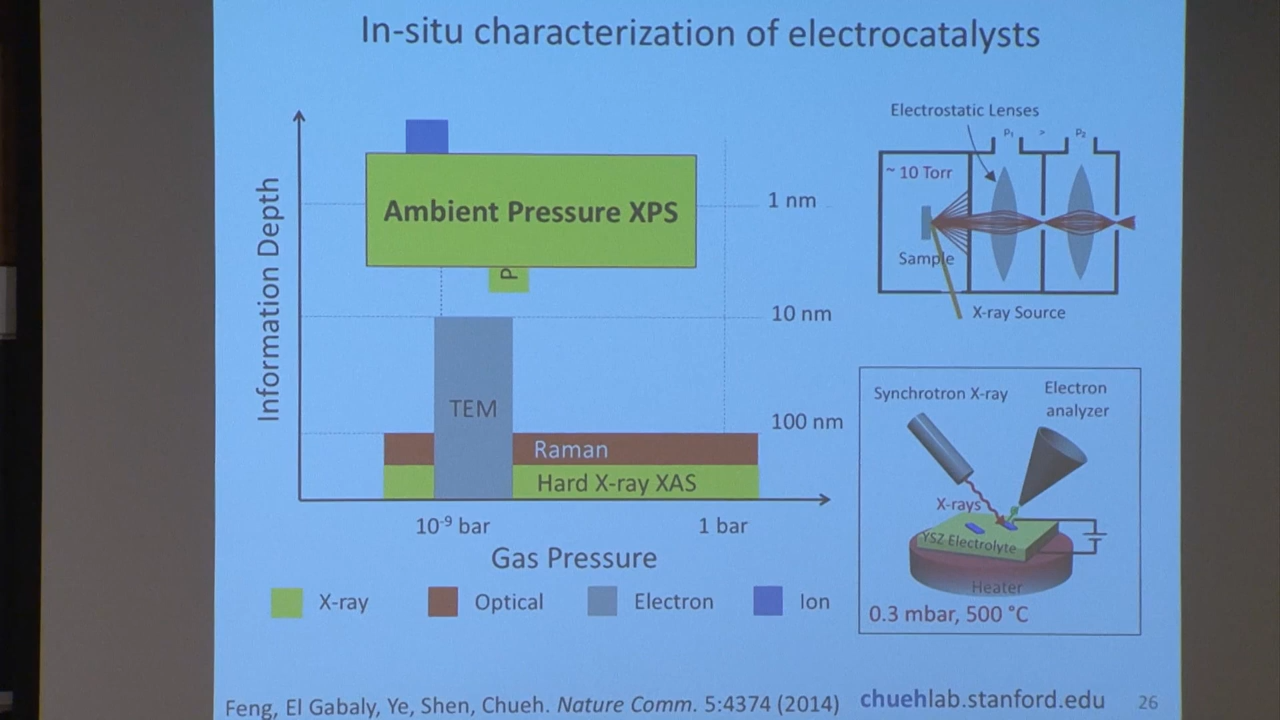 In-situ characterization of electrocatalysts
Information Depth
Ambient Pressure XPS
P
TEM
Raman
Hard X-ray XAS
1 nm
10 nm
100 nm
10⁻⁹ bar
1 bar
Gas Pressure
X-ray
Optical
Electron
Ion
Electrostatic Lenses
P₁
>
P₂
~ 10 Torr
Sample
X-ray Source
Synchrotron X-ray
Electron
analyzer
X-rays
YSZ Electrolyte
Heater
0.3 mbar, 500 °C
Feng, El Gabaly, Ye, Shen, Chueh. Nature Comm. 5:4374 (2014)
chuehlab.stanford.edu
26